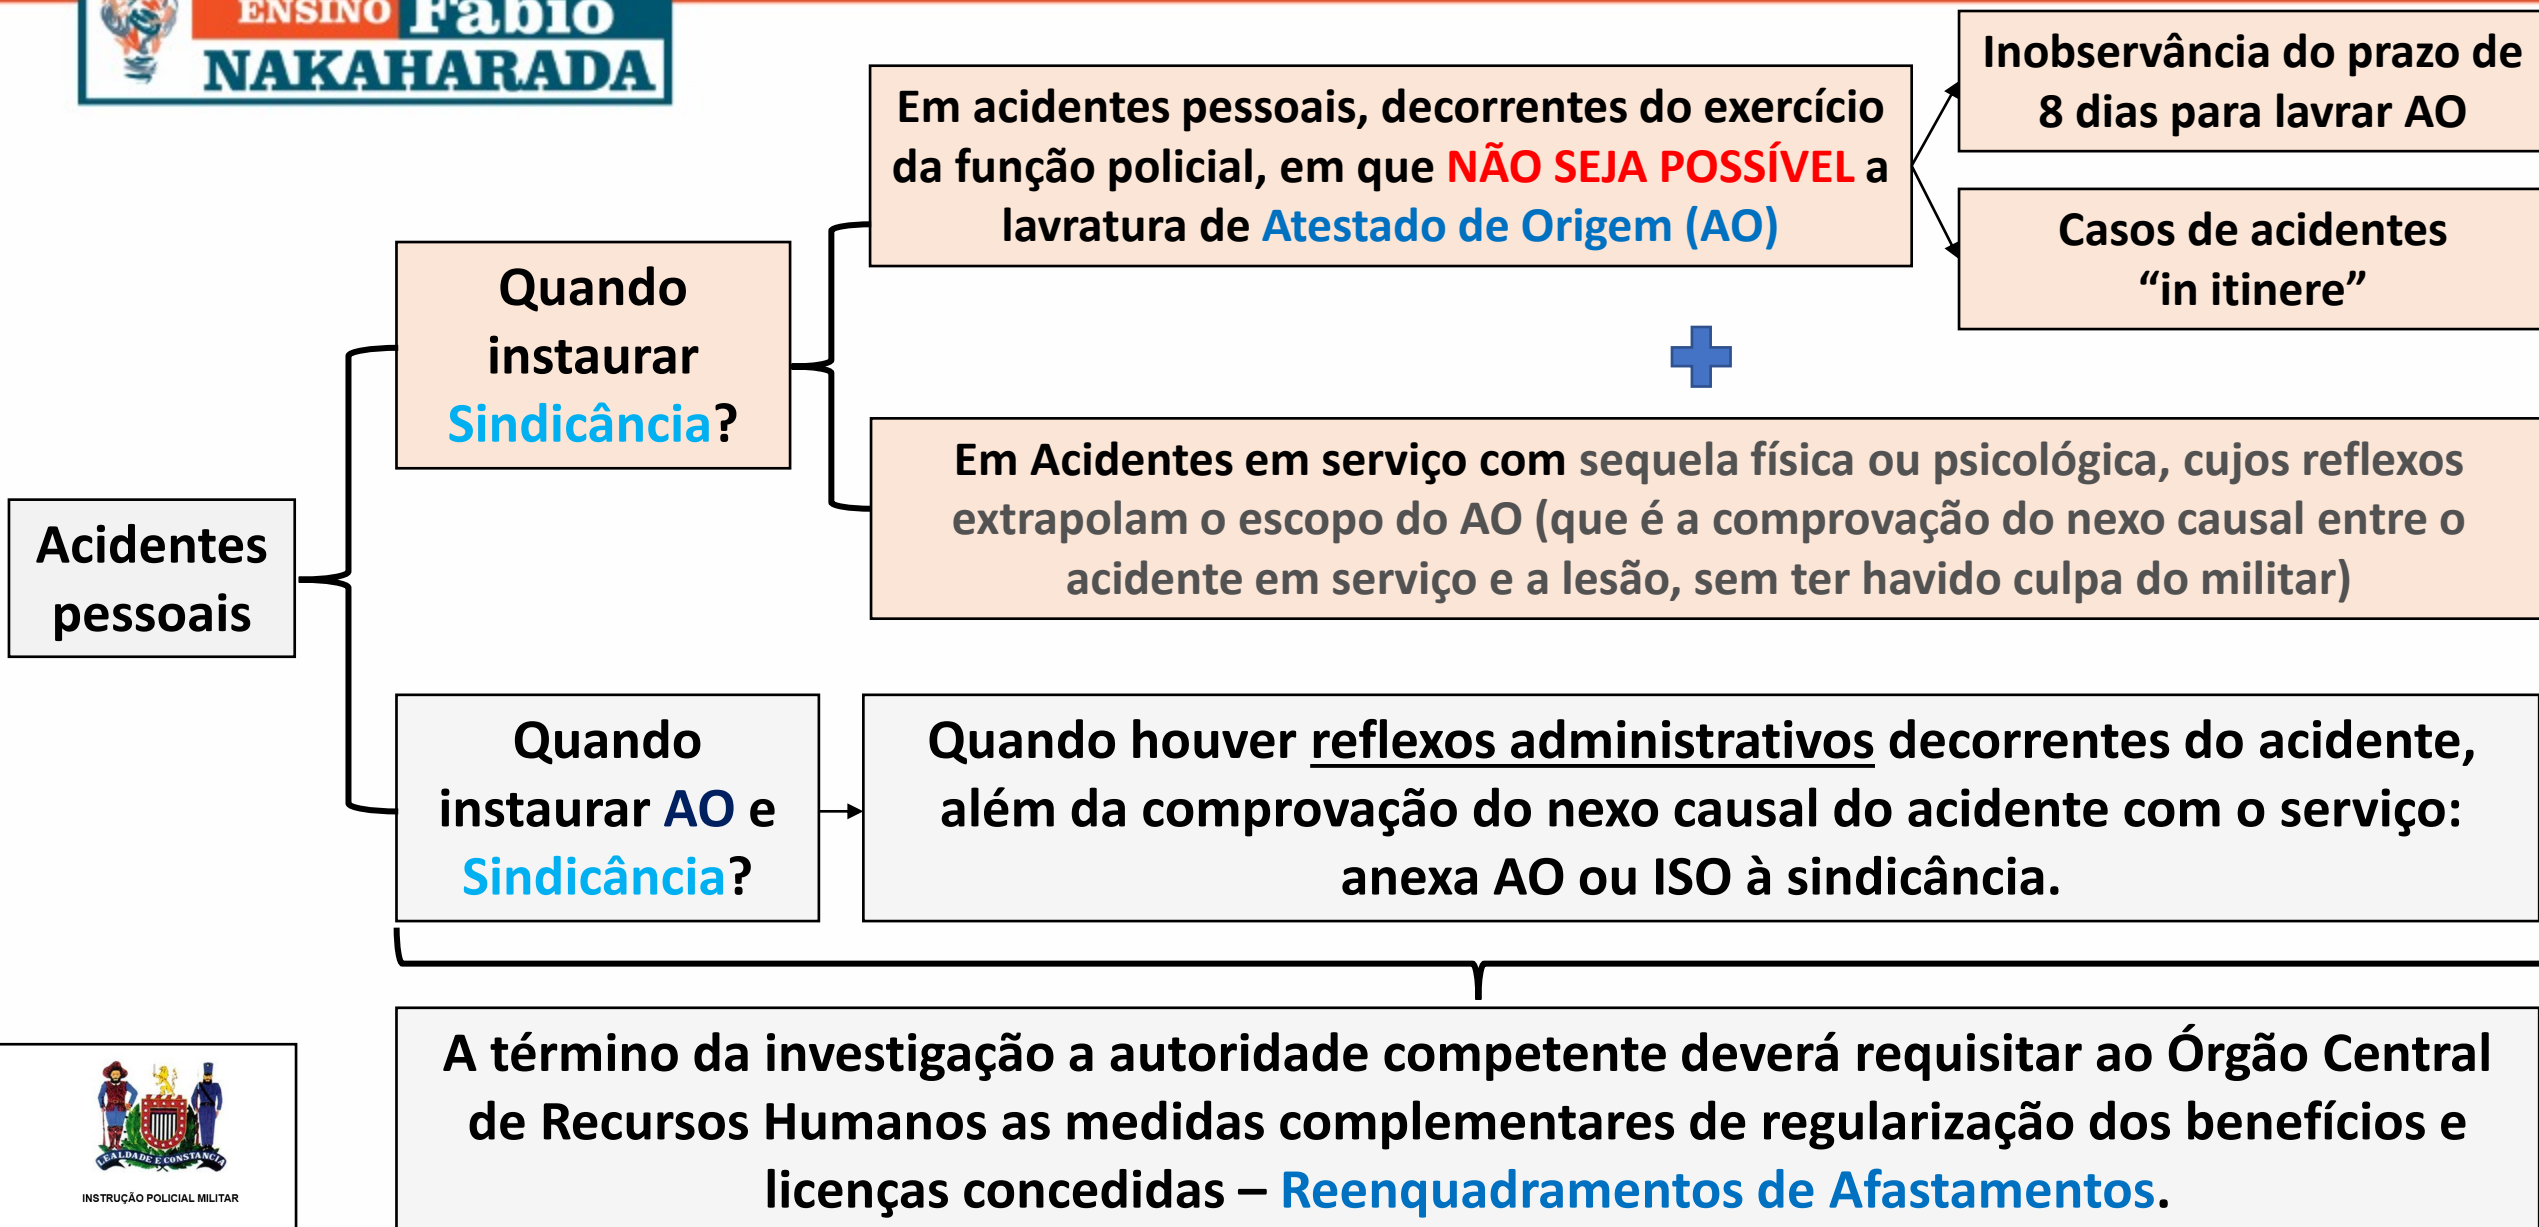 ENSINO Fábio
NAKAHARADA
Inobservância do prazo de
8 dias para lavrar AO
Em acidentes pessoais, decorrentes do exercício
da função policial, em que NÃO SEJA POSSÍVEL a
lavratura de Atestado de Origem (AO)
Casos de acidentes
“in itinere”
Quando
instaurar
Sindicância?
Em Acidentes em serviço com sequela física ou psicológica, cujos reflexos
extrapolam o escopo do AO (que é a comprovação do nexo causal entre o
acidente em serviço e a lesão, sem ter havido culpa do militar)
Acidentes
pessoais
Quando
instaurar AO e
Sindicância?
Quando houver reflexos administrativos decorrentes do acidente,
além da comprovação do nexo causal do acidente com o serviço:
anexa AO ou ISO à sindicância.
A término da investigação a autoridade competente deverá requisitar ao Órgão Central
de Recursos Humanos as medidas complementares de regularização dos benefícios e
licenças concedidas – Reenquadramentos de Afastamentos.
LEALDADE E CONSTANCIA
INSTRUÇÃO POLICIAL MILITAR